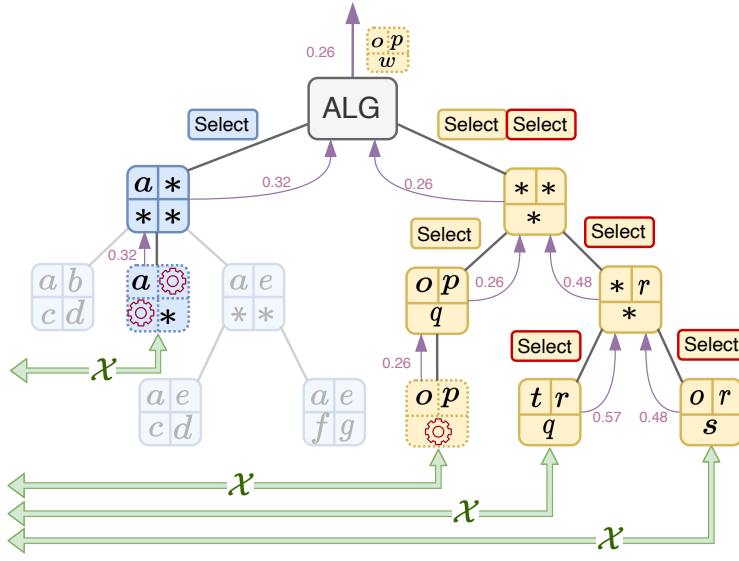 o p
0.26
w
ALG
Select
Select Select
a *
0.32
0.26
* *
* *
*
Select
Select
0.32
a b
a
a e
o p
0.26
0.48
* r
c d
*
* *
q
*
Select
Select
0.26
𝒳
a e
a e
o p
t r
o r
0.57
0.48
c d
f g
q
s
𝒳
𝒳
𝒳